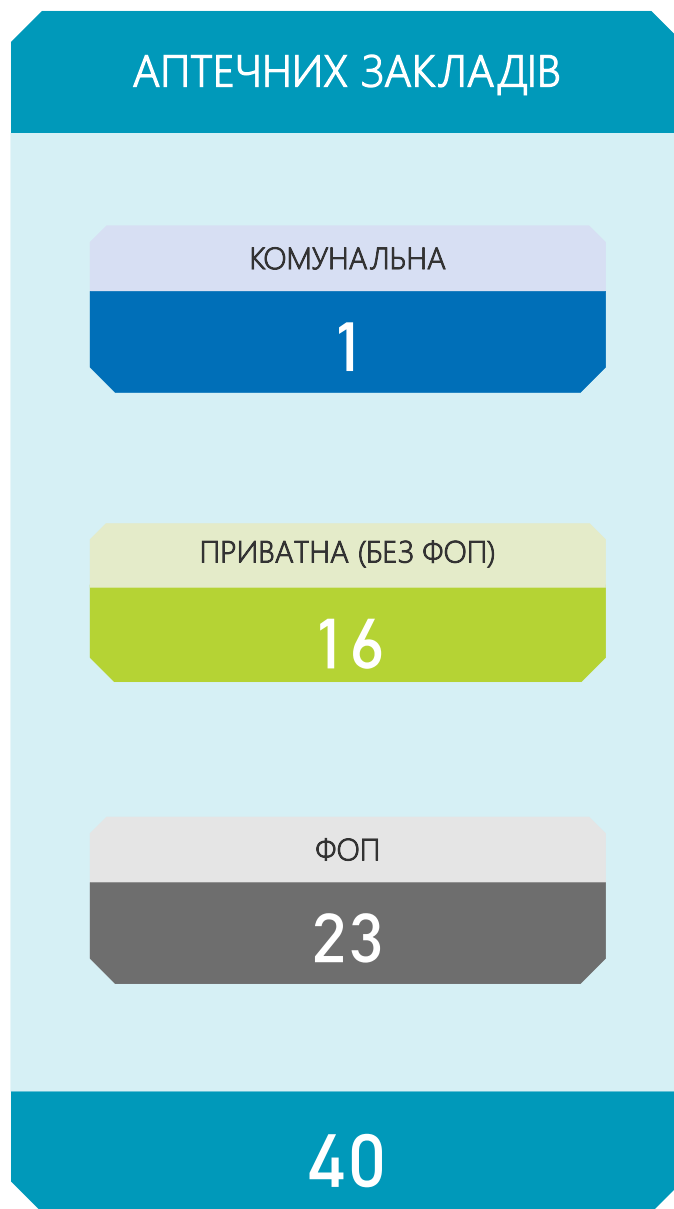 АПТЕЧНИХ ЗАКЛАДІВ
КОМУНАЛЬНА
1
ПРИВАТНА (БЕЗ ФОП)
16
ФОП
23
40